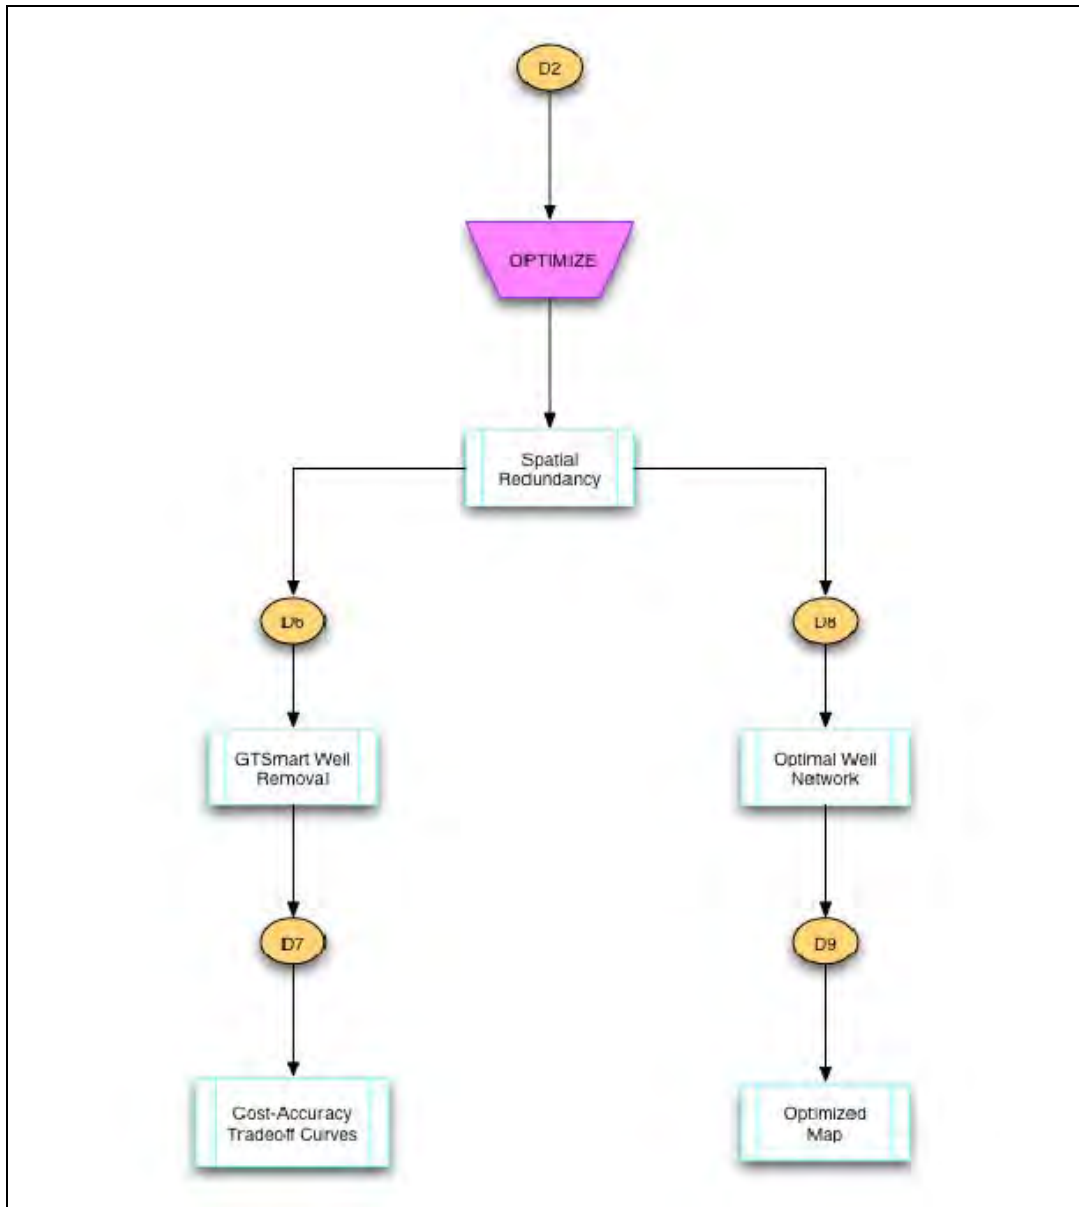 D2
OPTIMIZE
Spatial
Redundancy
D6
D8
GTSmart Well
Removal
Optimal Well
Network
D7
D9
Cost-Accuracy
Tradeoff Curves
Optimized
Map